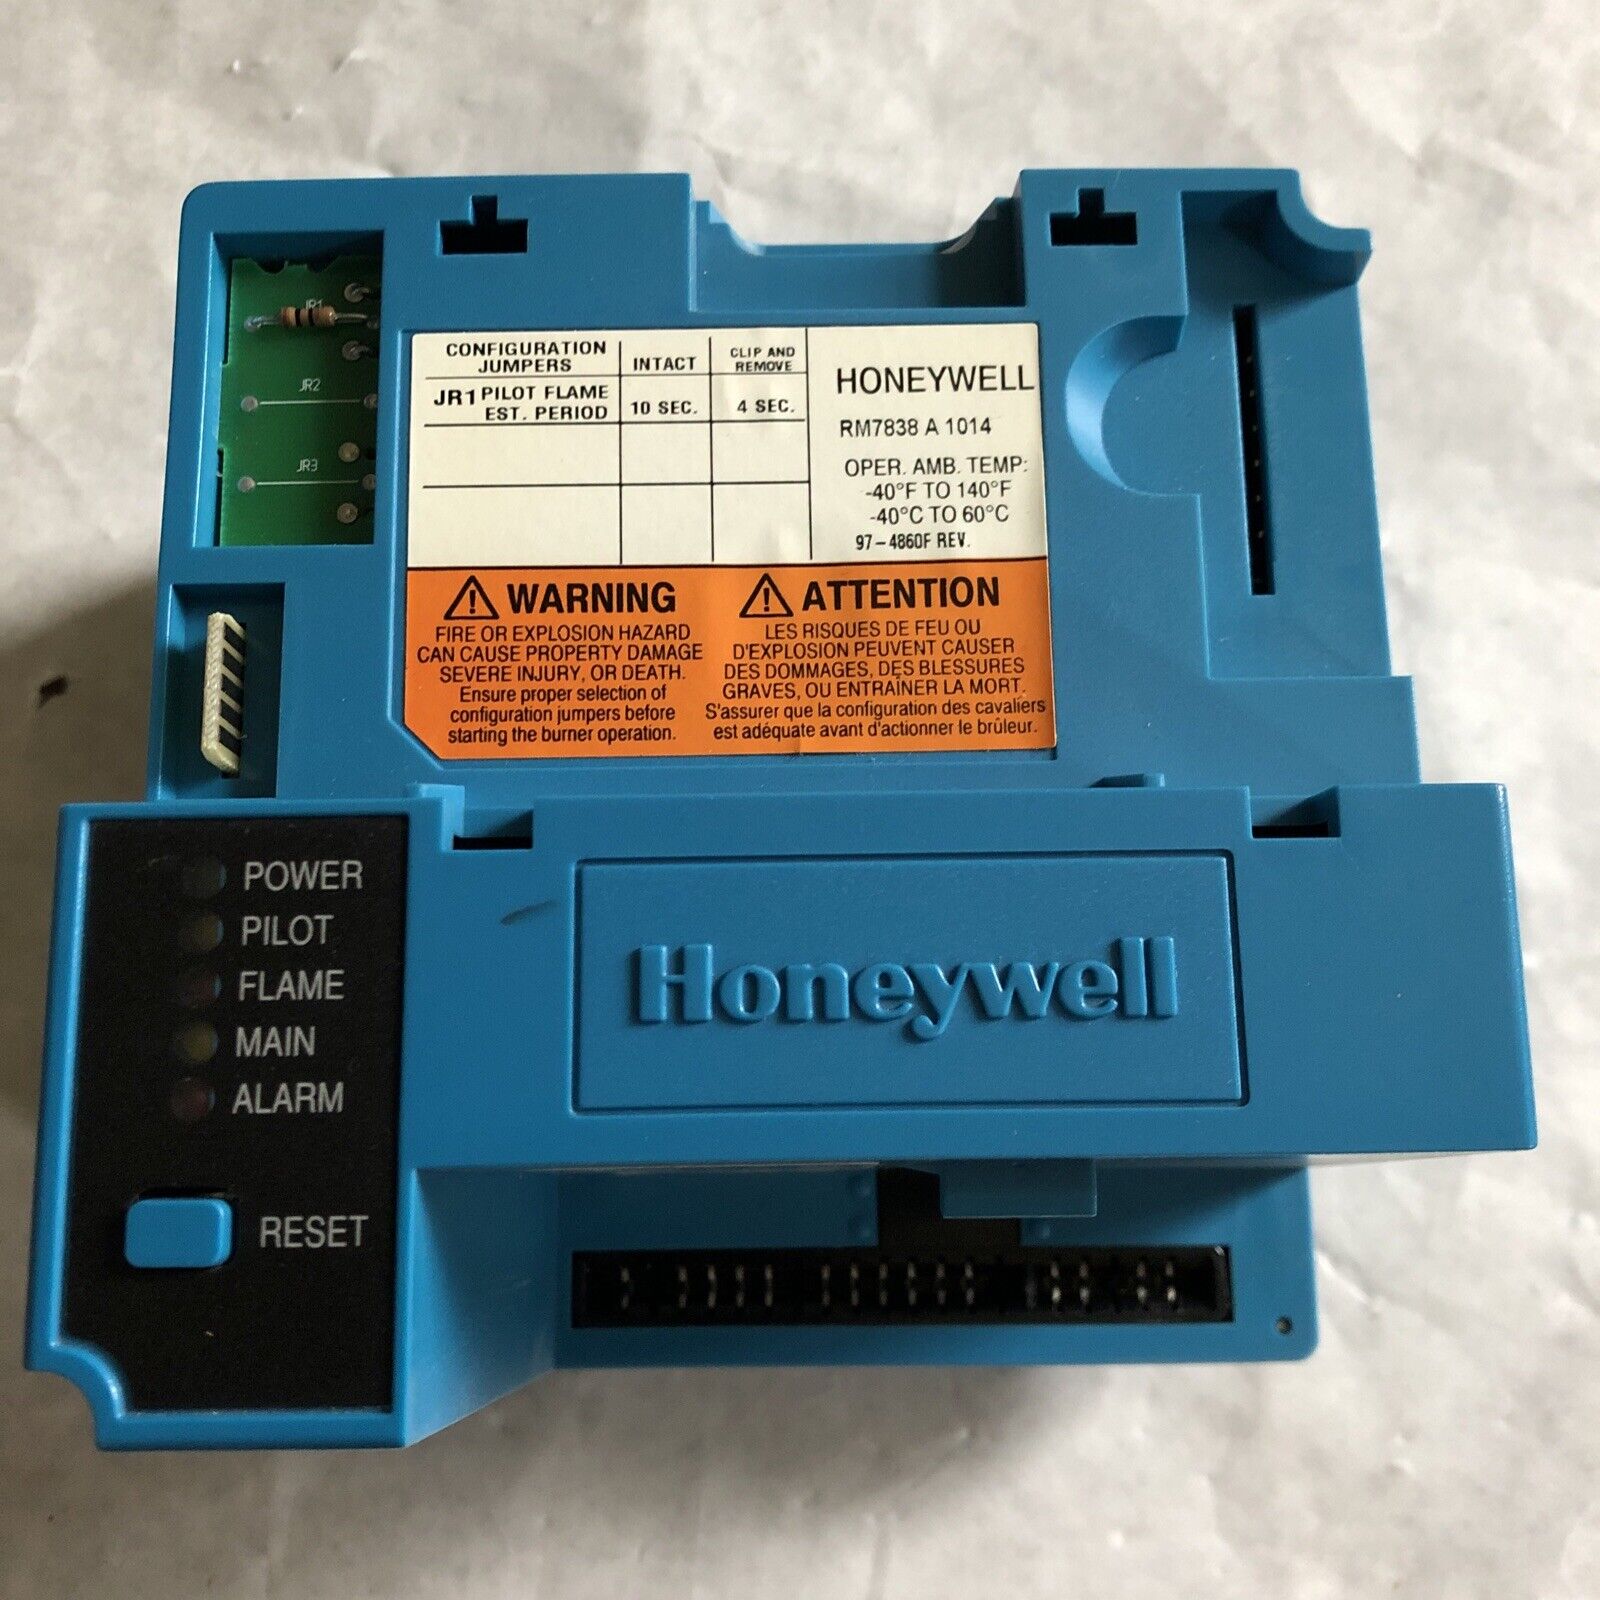 JR1
JR2
JR3
CONFIGURATION JUMPERS
INTACT
CLIP AND REMOVE
JR1 PILOT FLAME EST. PERIOD
10 SEC.
4 SEC.
HONEYWELL
RM7838 A 1014
OPER. AMB. TEMP:
-40°F TO 140°F
-40°C TO 60°C
97-4860F REV.
WARNING
FIRE OR EXPLOSION HAZARD
CAN CAUSE PROPERTY DAMAGE
SEVERE INJURY, OR DEATH.
Ensure proper selection of
configuration jumpers before
starting the burner operation.
ATTENTION
LES RISQUES DE FEU OU
D'EXPLOSION PEUVENT CAUSER
DES DOMMAGES, DES BLESSURES
GRAVES, OU ENTRAÎNER LA MORT.
S'assurer que la configuration des cavaliers
est adéquate avant d'actionner le brûleur.
POWER
PILOT
FLAME
MAIN
ALARM
RESET
Honeywell